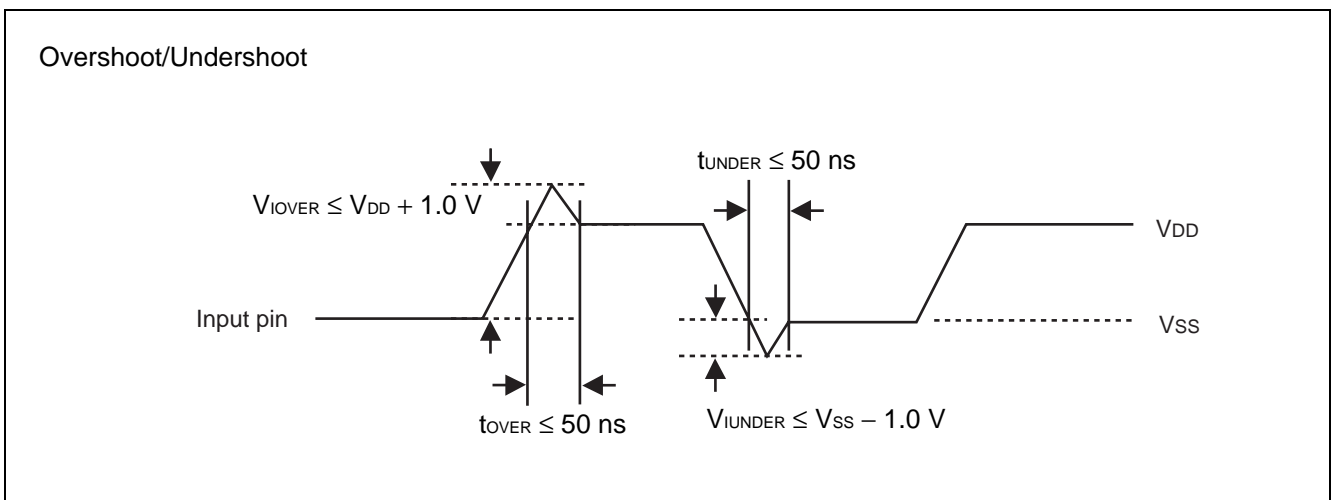 Overshoot/Undershoot
tUNDER ≤ 50 ns
VIOVER ≤ VDD + 1.0 V
VDD
Input pin
VSS
tOVER ≤ 50 ns
VIUNDER ≤ VSS − 1.0 V